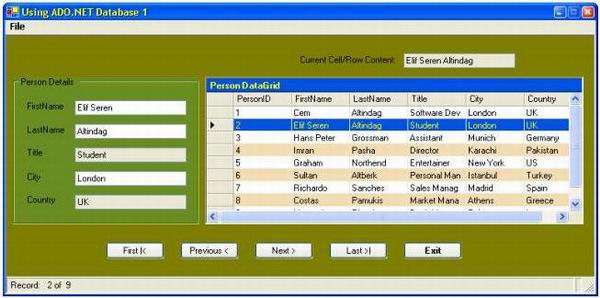 Using ADO.NET Database 1
File
Current Cell/Row Content: Elif Seren Altindag
Person Details
FirstName Elif Seren
LastName Altindag
Title Student
City London
Country UK
Person DataGrid
PersonID FirstName LastName Title City Country
1 Cem Altindag Software Dev London UK
2 Elif Seren Altindag Student London UK
3 Hans Peter Grossman Assistant Munich Germany
4 Imran Pasha Director Karachi Pakistan
5 Graham Northend Entertainer New York US
6 Sultan Altberk Personal Man Istanbul Turkey
7 Richardo Sanches Sales Manag Madrid Spain
8 Costas Pamukis Market Mana Athens Greece
First |< Previous < Next > Last >| Exit
Record: 2 of 9